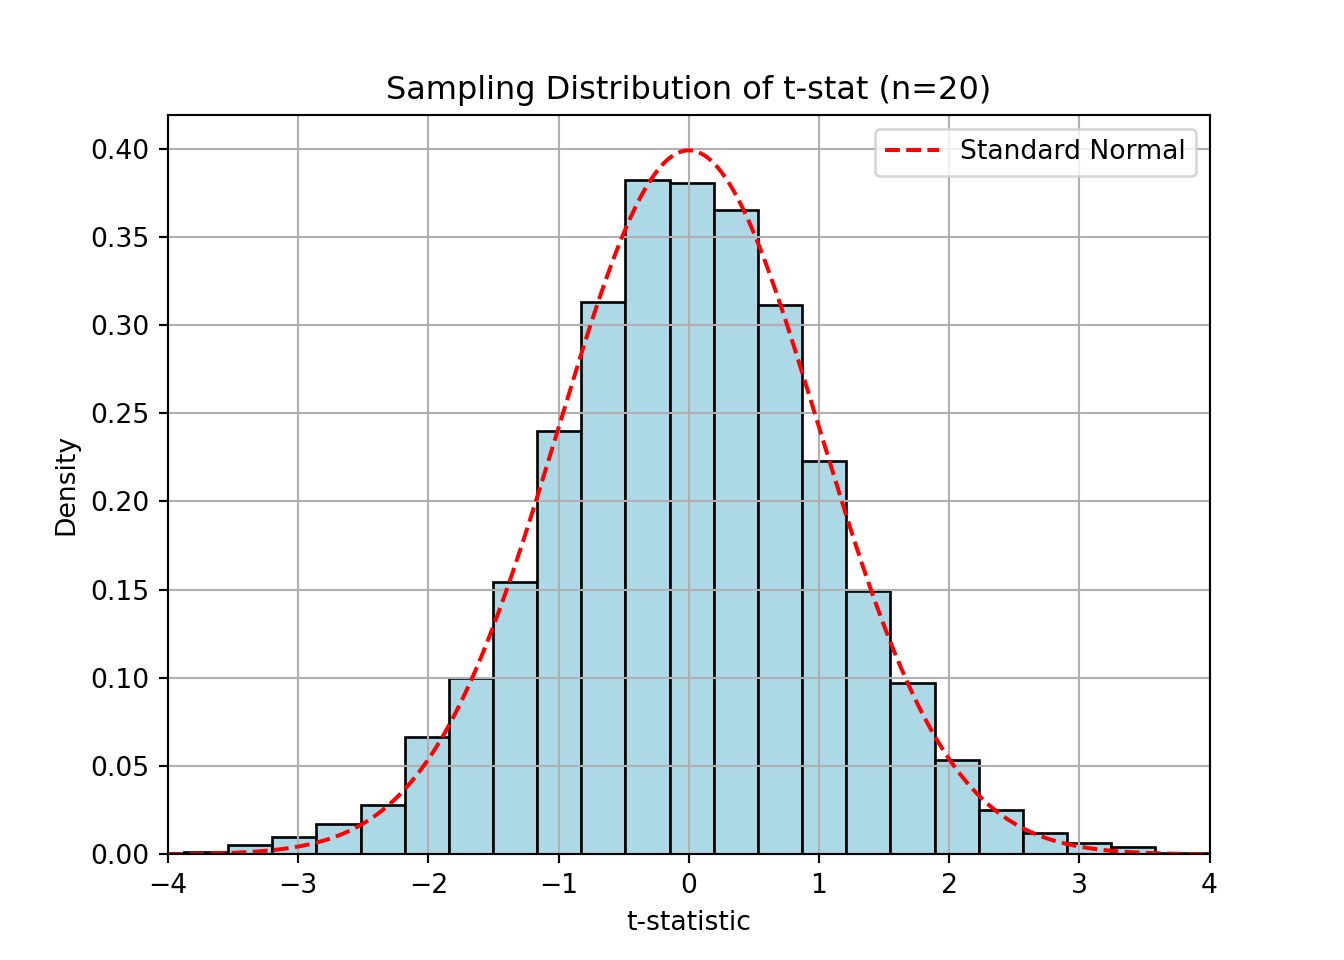 Sampling Distribution of t-stat (n=20)
Standard Normal
0.40
0.35
0.30
0.25
0.20
0.15
0.10
0.05
0.00
Density
−4 −3 −2 −1 0 1 2 3 4
t-statistic